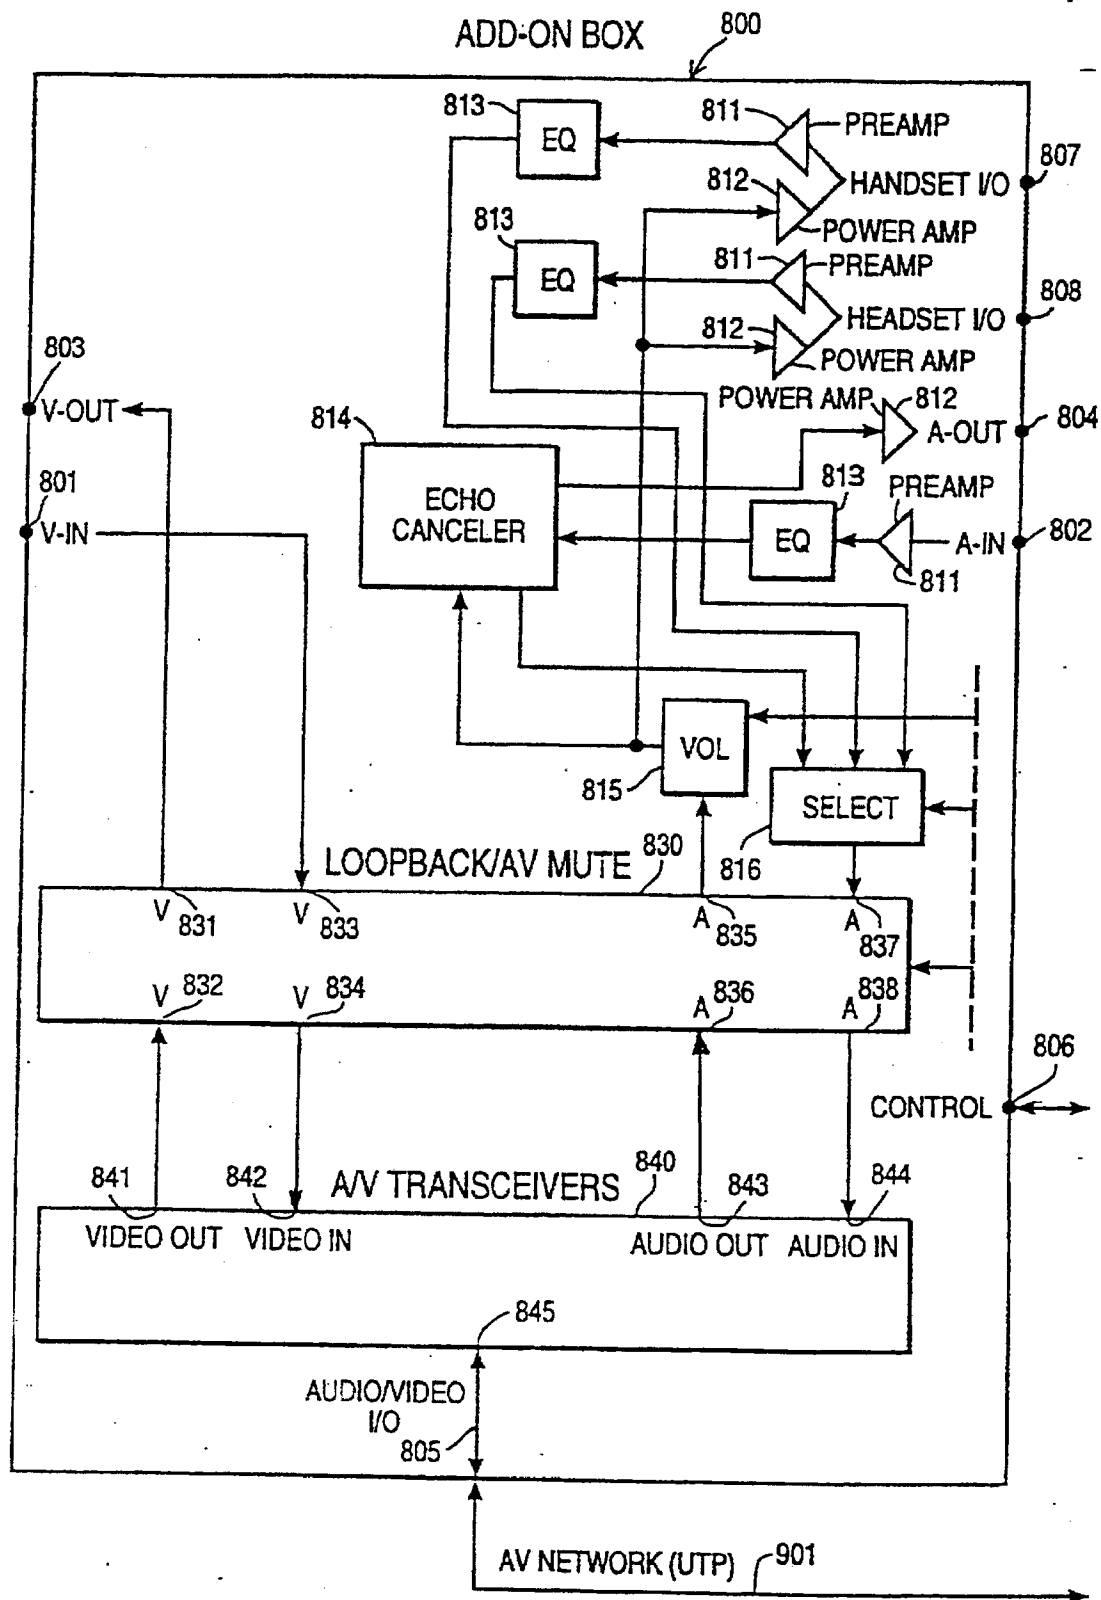 ADD-ON BOX
800
813
EQ
811
PREAMP
807
HANDSET I/O
812
POWER AMP
813
EQ
811
PREAMP
808
HEADSET I/O
812
POWER AMP
803
V-OUT
814
POWER AMP
812
A-OUT
804
801
V-IN
ECHO
CANCELER
813
EQ
PREAMP
A-IN
802
811
VOL
815
SELECT
816
LOOPBACK/AV MUTE
830
V
831
V
833
A
835
A
837
V
832
V
834
A
836
A
838
806
CONTROL
841
842
A/V TRANSCEIVERS
840
843
844
VIDEO OUT
VIDEO IN
AUDIO OUT
AUDIO IN
845
AUDIO/VIDEO
I/O
805
AV NETWORK (UTP)
901